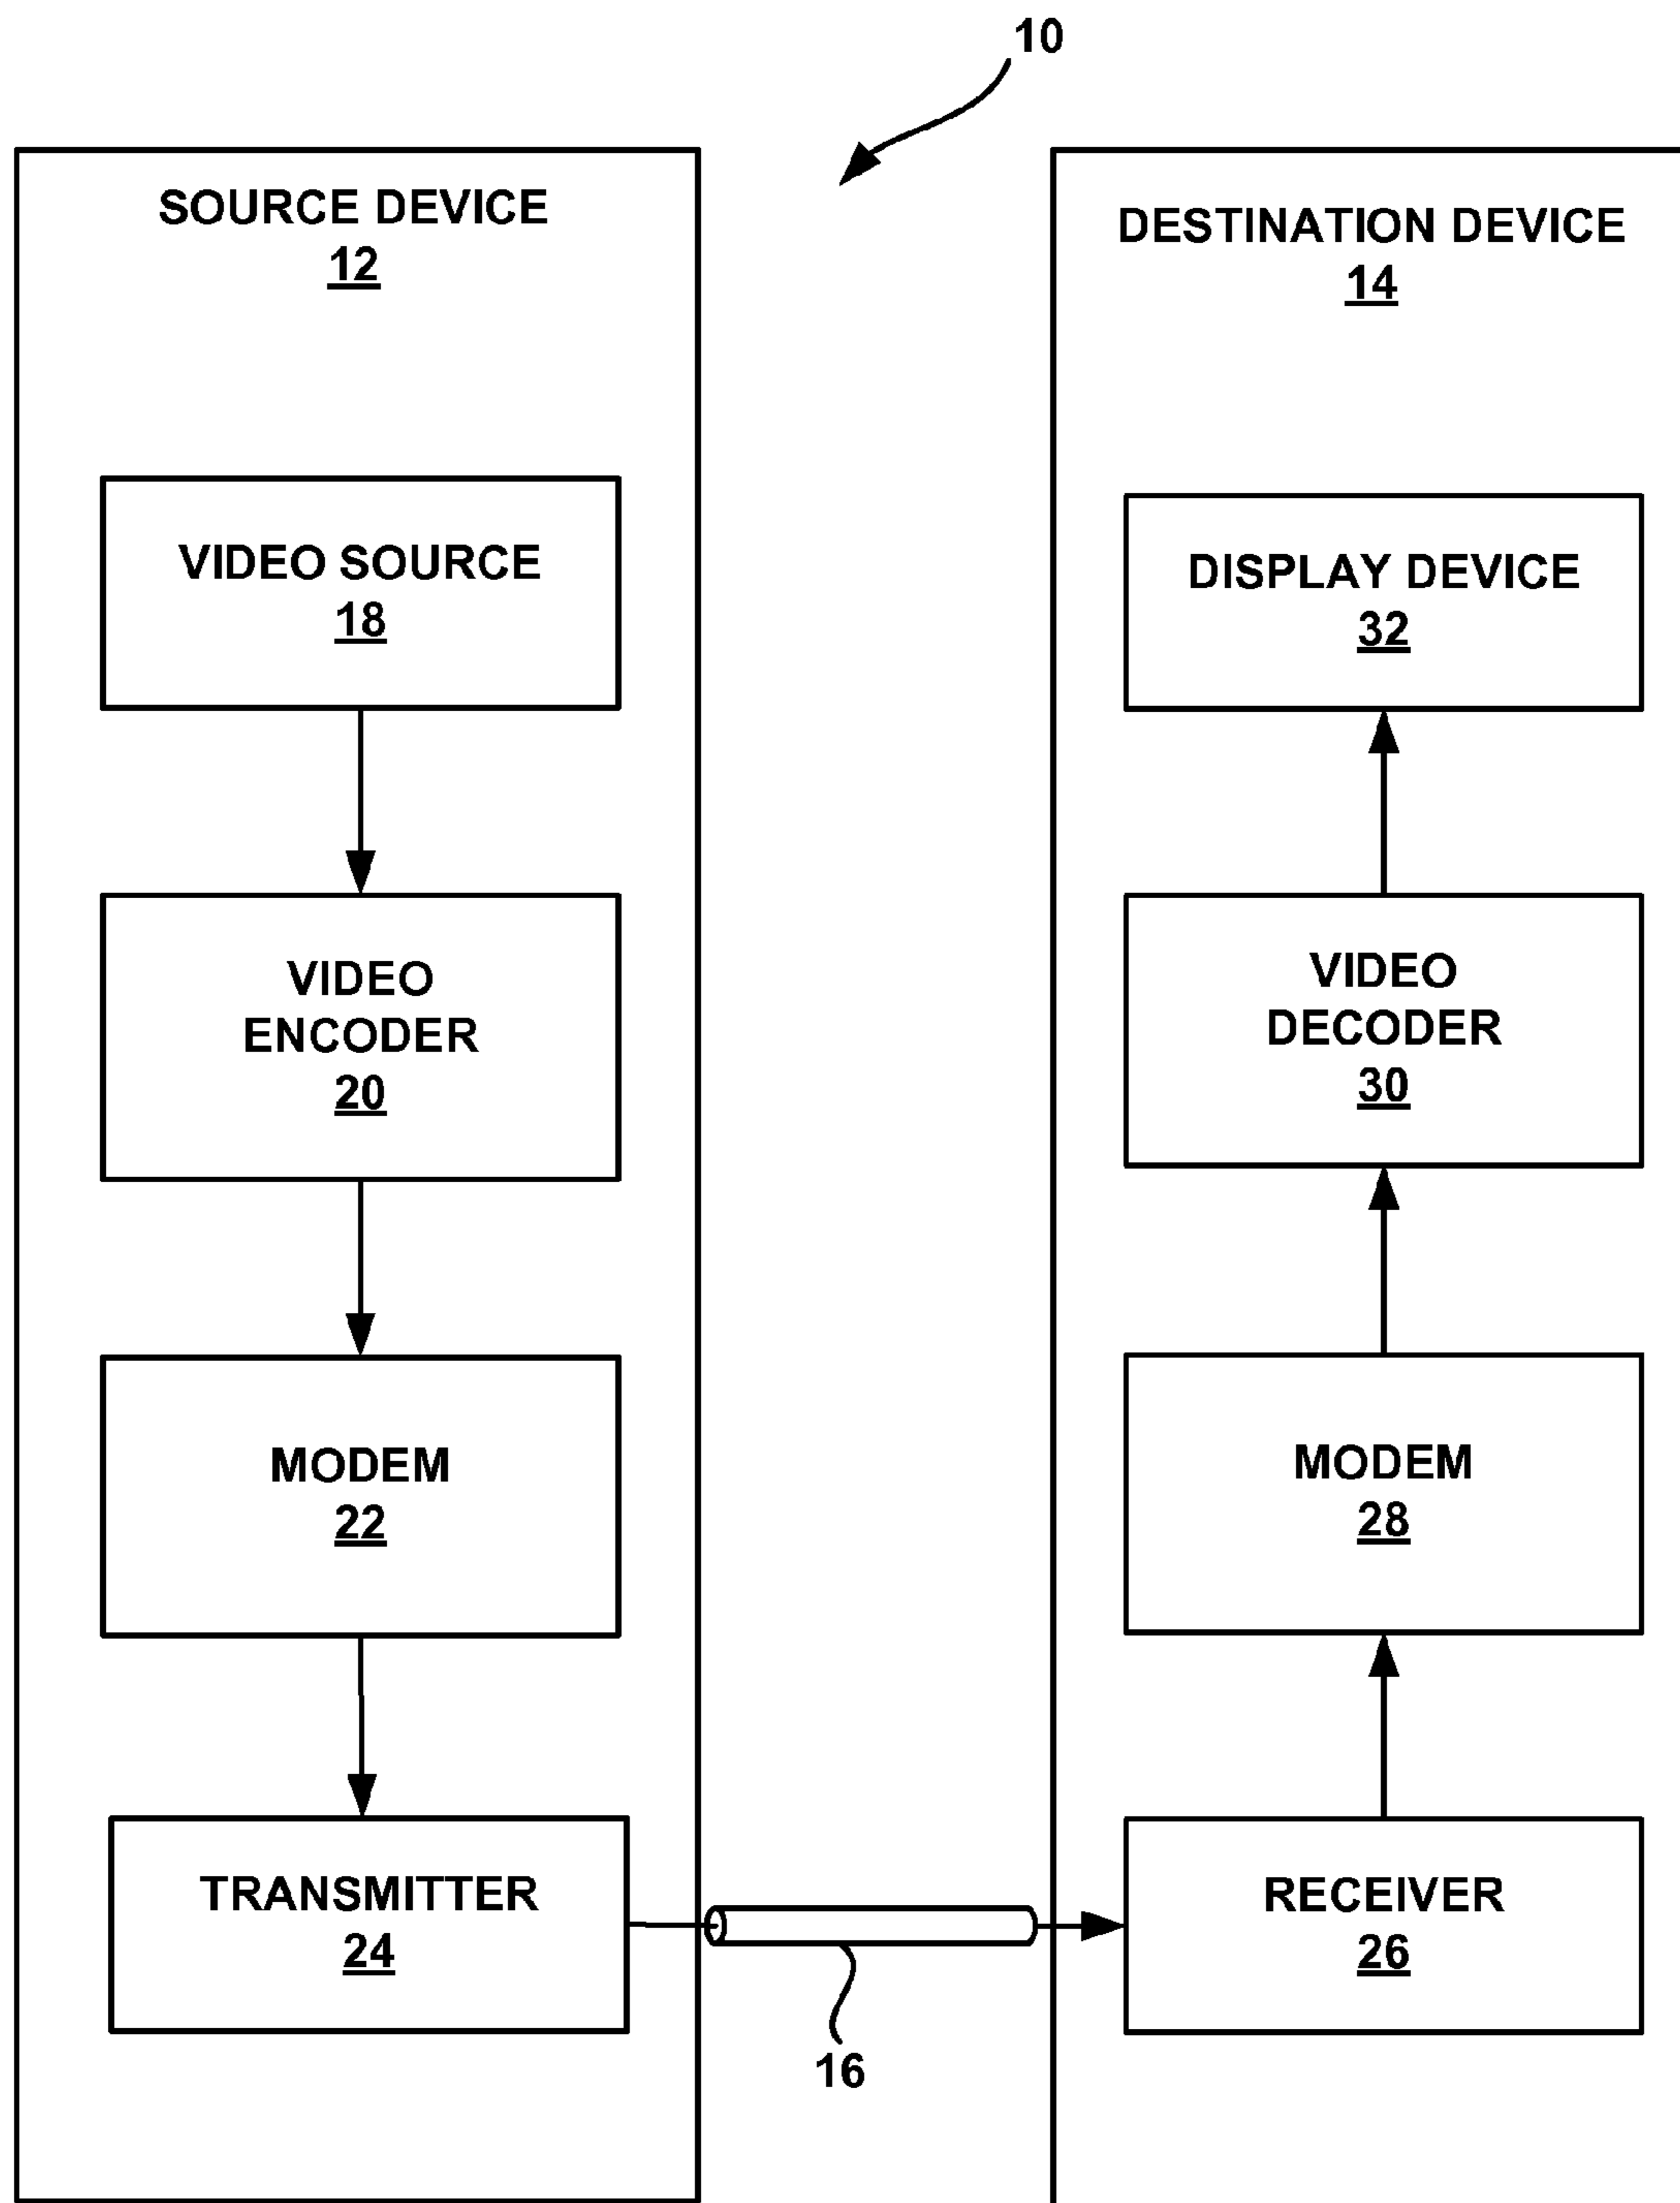 10
SOURCE DEVICE
12
VIDEO SOURCE
18
VIDEO
ENCODER
20
MODEM
22
TRANSMITTER
24
16
DESTINATION DEVICE
14
DISPLAY DEVICE
32
VIDEO
DECODER
30
MODEM
28
RECEIVER
26